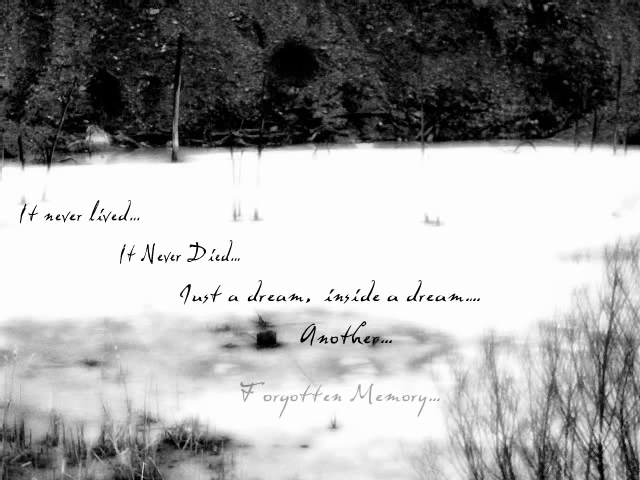 It never lived...
It Never Died...
Just a dream, inside a dream....
Another...
Forgotten Memory...